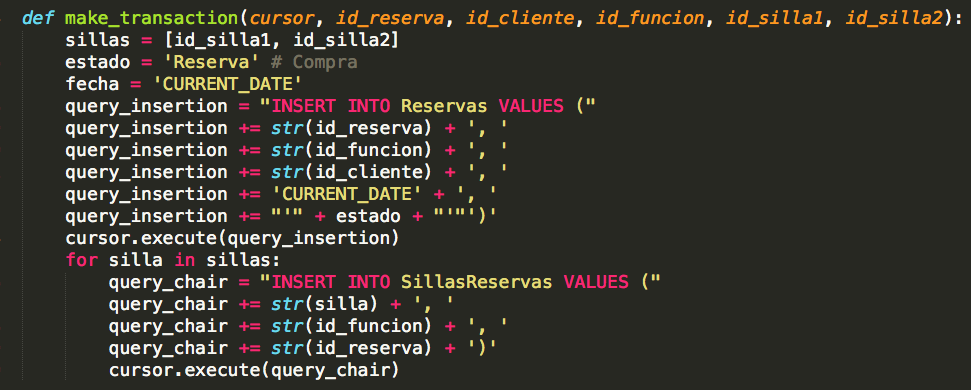 def make_transaction(cursor, id_reserva, id_cliente, id_funcion, id_silla1, id_silla2):
    sillas = [id_silla1, id_silla2]
    estado = 'Reserva' # Compra
    fecha = 'CURRENT_DATE'
    query_insertion = "INSERT INTO Reservas VALUES ("
    query_insertion += str(id_reserva) + ', '
    query_insertion += str(id_funcion) + ', '
    query_insertion += str(id_cliente) + ', '
    query_insertion += 'CURRENT_DATE' + ', '
    query_insertion += "'" + estado + "'"')'
    cursor.execute(query_insertion)
    for silla in sillas:
        query_chair = "INSERT INTO SillasReservas VALUES ("
        query_chair += str(silla) + ', '
        query_chair += str(id_funcion) + ', '
        query_chair += str(id_reserva) + ')'
        cursor.execute(query_chair)